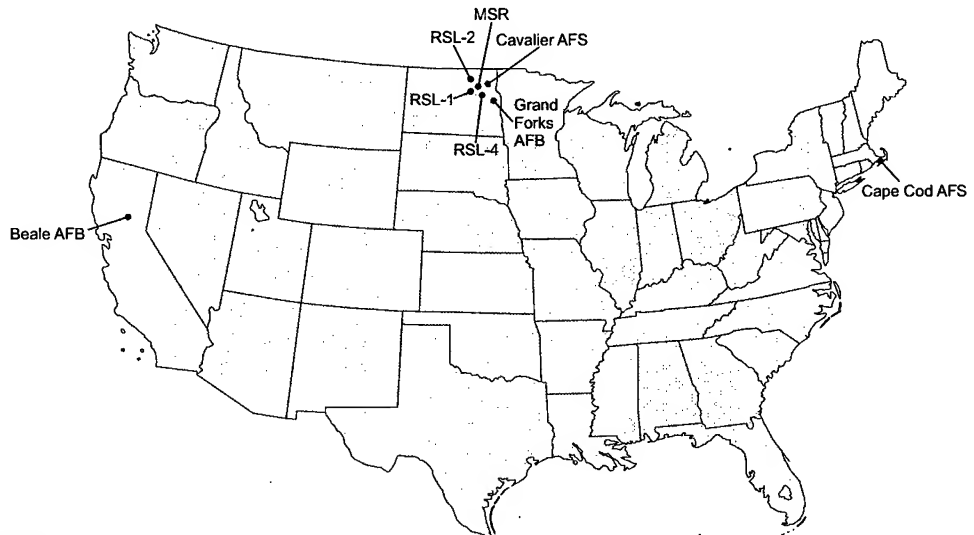 MSR
RSL-2
Cavalier AFS
RSL-1
Grand
Forks
AFB
RSL-4
Cape Cod AFS
Beale AFB